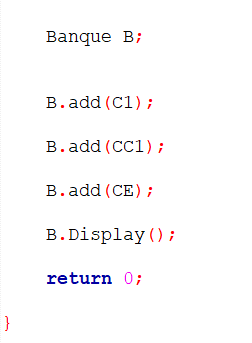 Banque B;
B.add(C1);
B.add(CC1);
B.add(CE);
B.Display();
return 0;
}